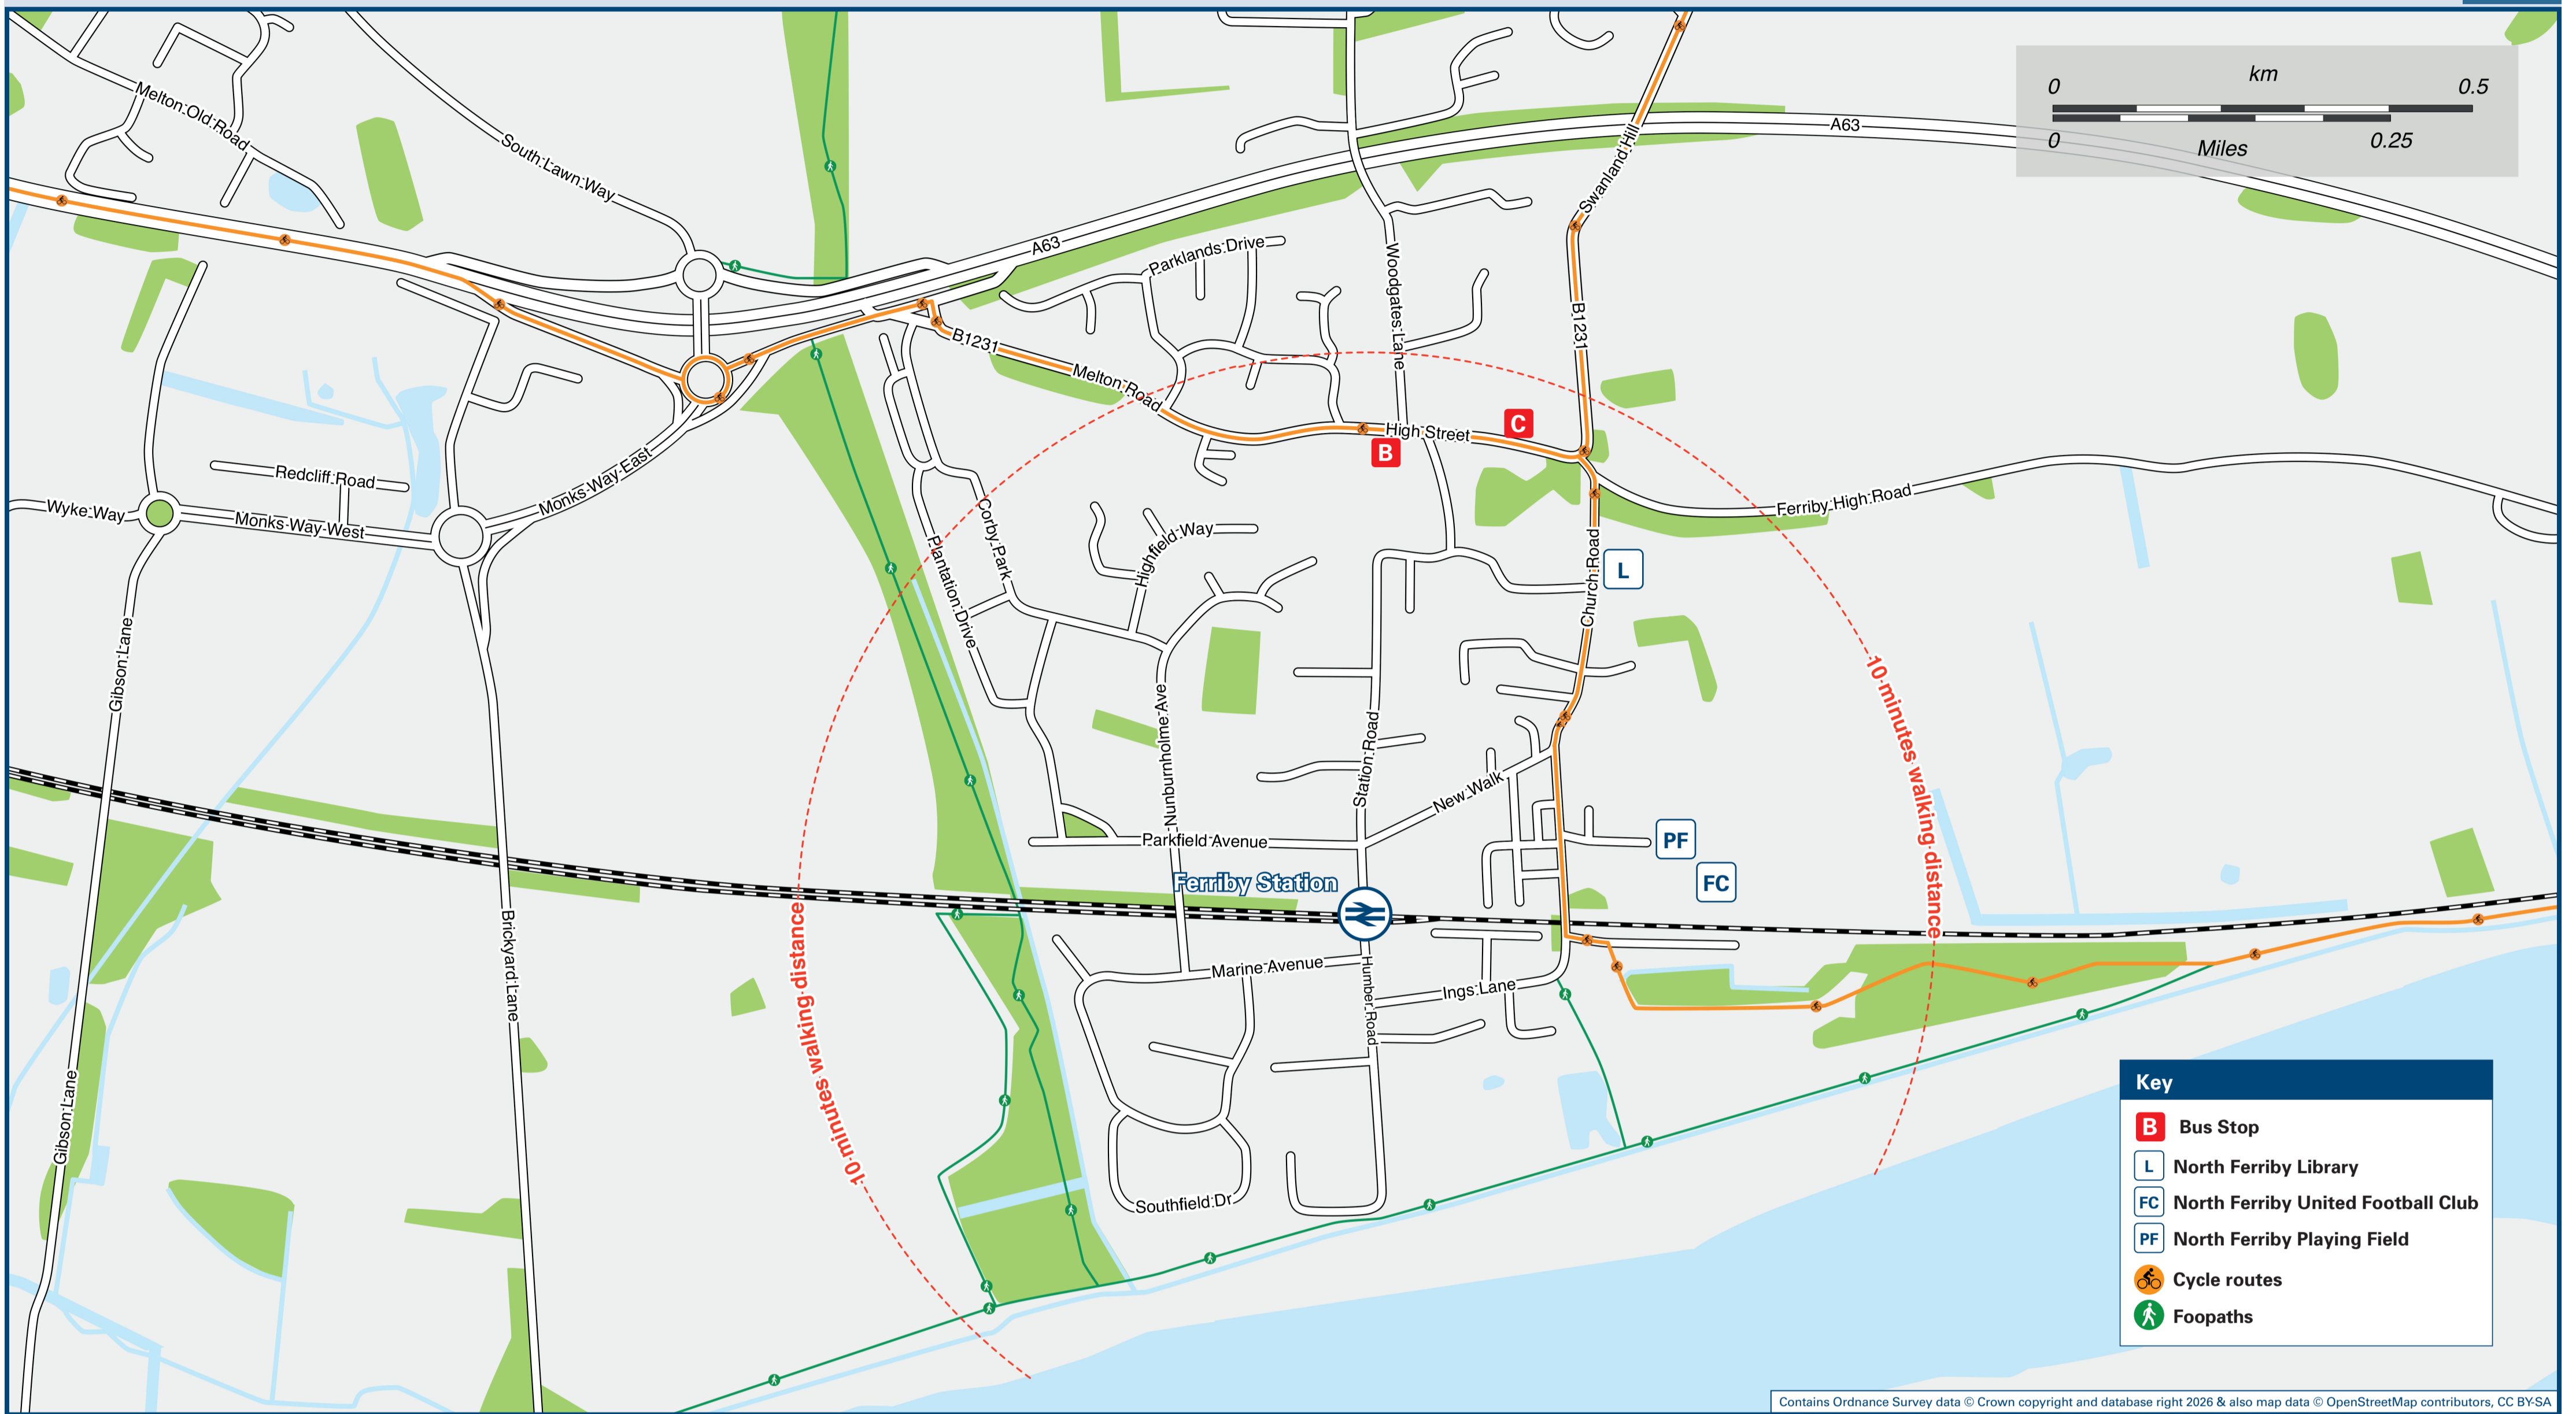 km
0
0.5
0
Miles
0.25
Melton Old Road
South Lawn Way
A63
Swanland Hill
A63
Parklands Drive
Woodgates Lane
B1231
B1231
Melton Road
High Street
C
B
Redcliff Road
Monks Way East
Wyke Way
Monks Way West
Ferriby High Road
Corby Park
Plantation Drive
Highfield Way
Church Road
L
Gibson Lane
10 minutes walking distance
Nunburnholme Ave
Station Road
New Walk
Parkfield Avenue
PF
FC
Ferriby Station
Brickyard Lane
10 minutes walking distance
Marine Avenue
Humber Road
Ings Lane
Gibson Lane
Southfield Dr
Key
B Bus Stop
L North Ferriby Library
FC North Ferriby United Football Club
PF North Ferriby Playing Field
Cycle routes
Foopaths
Contains Ordnance Survey data © Crown copyright and database right 2026 & also map data © OpenStreetMap contributors, CC BY-SA